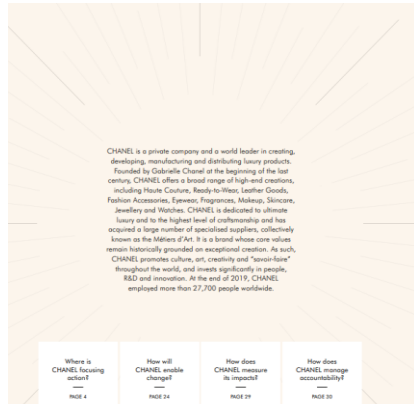 CHANEL is a private company and a world leader in creating,
developing, manufacturing and distributing luxury products.
Founded by Gabrielle Chanel at the beginning of the last
century, CHANEL offers a broad range of high-end creations,
including Haute Couture, Ready-to-Wear, Leather Goods,
Fashion Accessories, Eyewear, Fragrances, Makeup, Skincare,
Jewellery and Watches. CHANEL is dedicated to ultimate
luxury and to the highest level of craftsmanship and has
acquired a large number of specialised suppliers, collectively
known as the Métiers d'Art. It is a brand whose core values
remain historically grounded on exceptional creation. As such,
CHANEL promotes culture, art, creativity and "savoir-faire"
throughout the world, and invests significantly in people,
R&D and innovation. At the end of 2019, CHANEL
employed more than 27,700 people worldwide.
Where is
CHANEL focusing
action?
PAGE 4
How will
CHANEL enable
change?
PAGE 24
How does
CHANEL measure
its impacts?
PAGE 29
How does
CHANEL manage
accountability?
PAGE 30